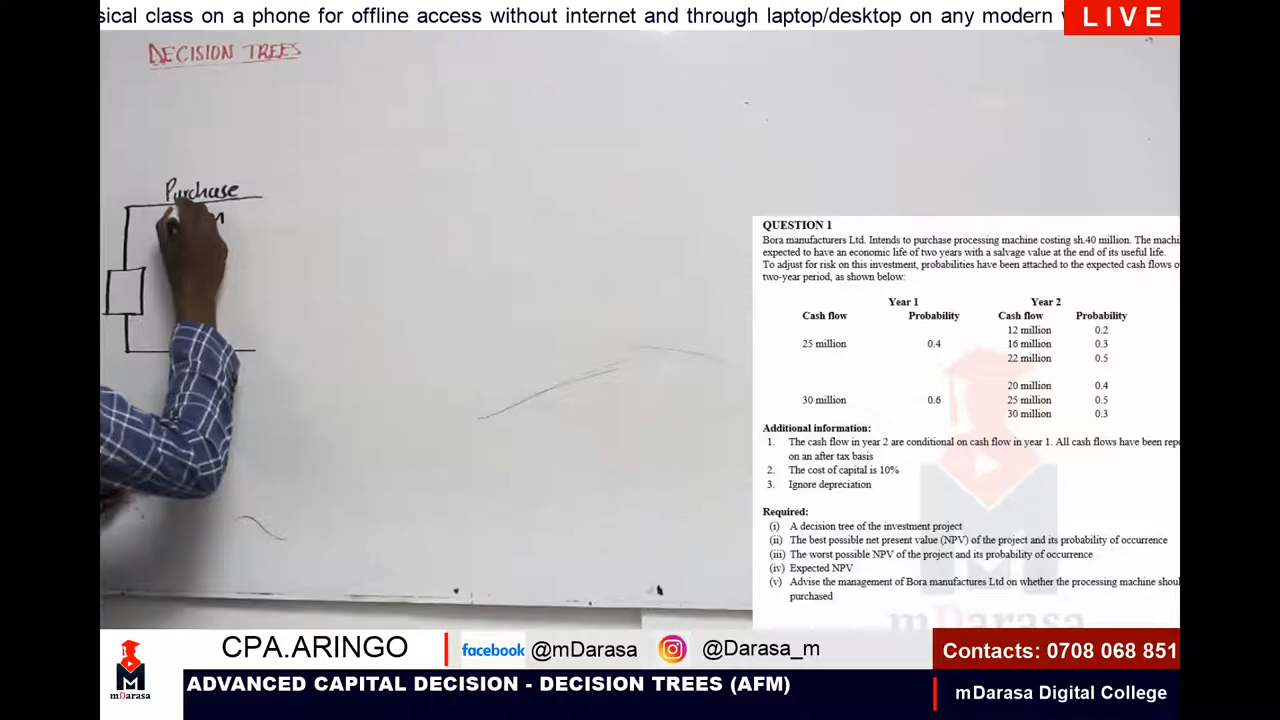 sical class on a phone for offline access without internet and through laptop/desktop on any modern
LIVE
DECISION TREES
Purchase
QUESTION 1
Bora manufacturers Ltd. Intends to purchase processing machine costing sh.40 million. The machi
expected to have an economic life of two years with a salvage value at the end of its useful life.
To adjust for risk on this investment, probabilities have been attached to the expected cash flows o
two-year period, as shown below:
Year 1 Year 2
Cash flow Probability Cash flow Probability
12 million 0.2
25 million 0.4 16 million 0.3
22 million 0.5
20 million 0.4
30 million 0.6 25 million 0.5
30 million 0.3
Additional information:
1. The cash flow in year 2 are conditional on cash flow in year 1. All cash flows have been rep
on an after tax basis
2. The cost of capital is 10%
3. Ignore depreciation
Required:
(i) A decision tree of the investment project
(ii) The best possible net present value (NPV) of the project and its probability of occurrence
(iii) The worst possible NPV of the project and its probability of occurrence
(iv) Expected NPV
(v) Advise the management of Bora manufactures Ltd on whether the processing machine shou
purchased
mDarasa
CPA.ARINGO
facebook @mDarasa
@Darasa_m
Contacts: 0708 068 851
M
mDarasa
ADVANCED CAPITAL DECISION - DECISION TREES (AFM)
mDarasa Digital College